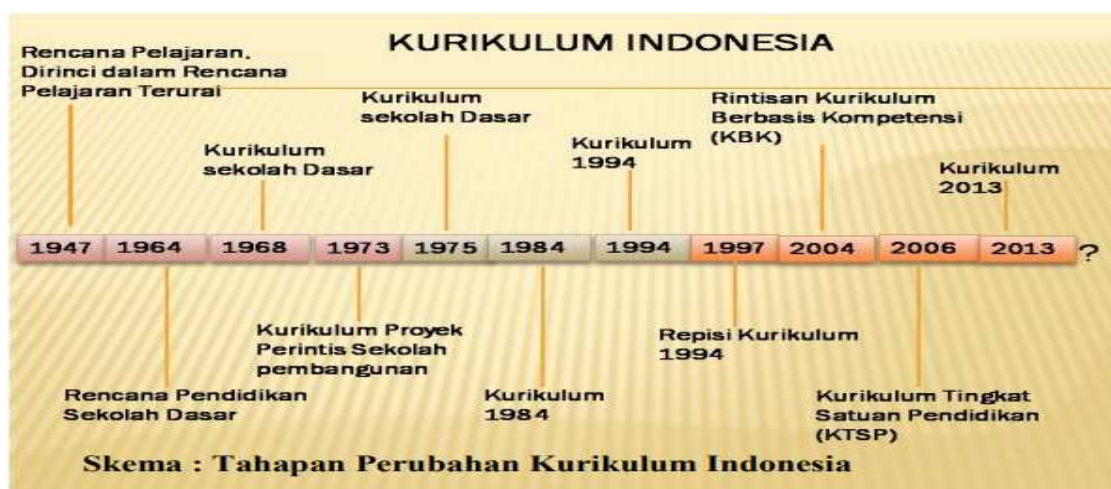 KURIKULUM INDONESIA
Rencana Pelajaran,
Dirinci dalam Rencana
Pelajaran Terurai
Kurikulum
sekolah Dasar
Kurikulum
sekolah Dasar
Kurikulum
1994
Rintisan Kurikulum
Berbasis Kompetensi
(KBK)
Kurikulum
2013
1947 1964 1968 1973 1975 1984 1994 1997 2004 2006 2013 ?
Rencana Pendidikan
Sekolah Dasar
Kurikulum Proyek
Perintis Sekolah
pembangunan
Kurikulum
1984
Repisi Kurikulum
1994
Kurikulum Tingkat
Satuan Pendidikan
(KTSP)
Skema : Tahapan Perubahan Kurikulum Indonesia